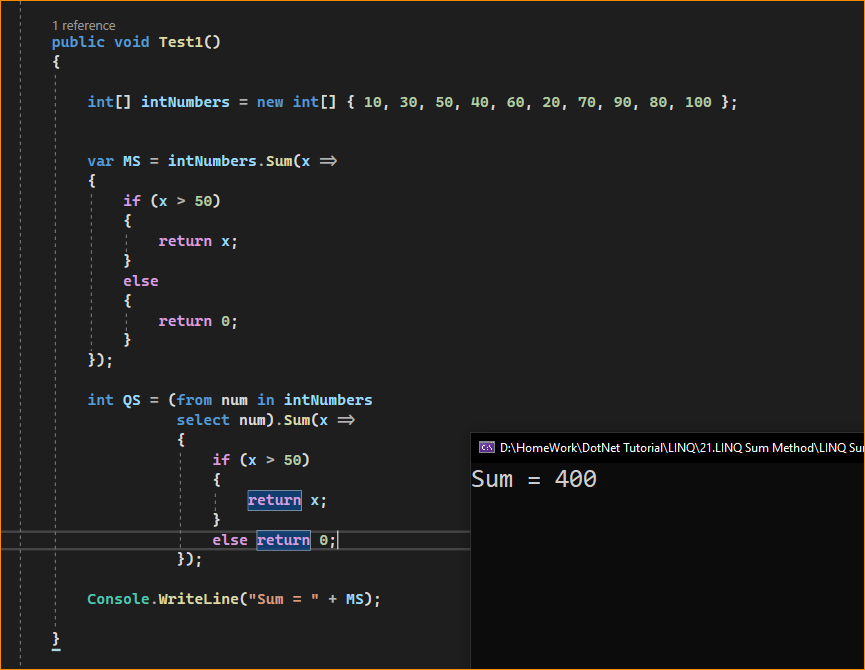 1 reference
public void Test1()
{
int[] intNumbers = new int[] { 10, 30, 50, 40, 60, 20, 70, 90, 80, 100 };
var MS = intNumbers.Sum(x =>
{
if (x > 50)
{
return x;
}
else
{
return 0;
}
});
int QS = (from num in intNumbers
select num).Sum(x =>
{
if (x > 50)
{
return x;
}
else return 0;
});
Console.WriteLine("Sum = " + MS);
}
D:\HomeWork\DotNet Tutorial\LINQ\21.LINQ Sum Method\LINQ Sum
Sum = 400